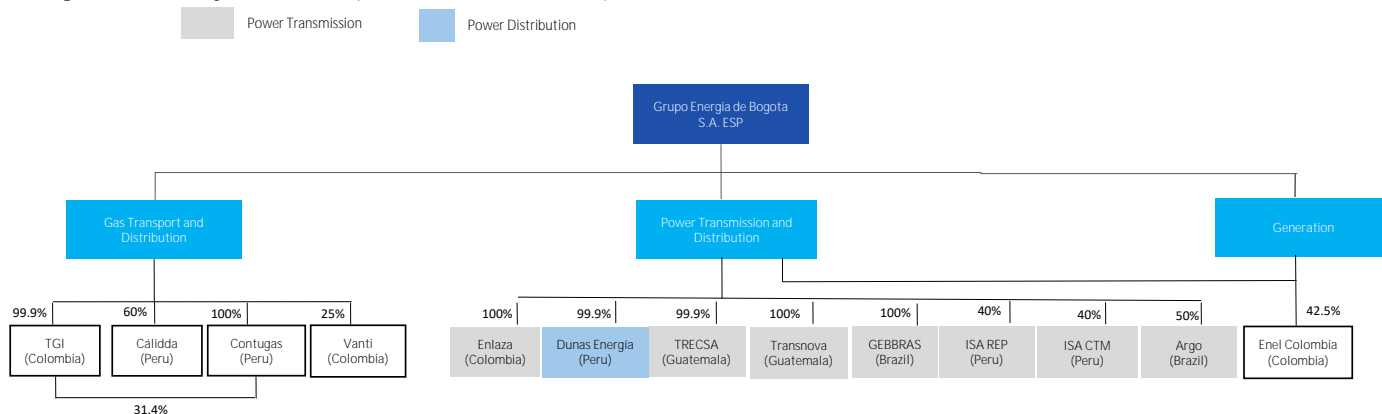 Power Transmission
Power Distribution
Grupo Energia de Bogota
S.A. ESP
Gas Transport and
Distribution
Power Transmission and
Distribution
Generation
99.9%
60%
100%
25%
100%
99.9%
99.9%
100%
100%
40%
40%
50%
42.5%
TGI
(Colombia)
Cálidda
(Peru)
Contugas
(Peru)
Vanti
(Colombia)
Enlaza
(Colombia)
Dunas Energía
(Peru)
TRECSA
(Guatemala)
Transnova
(Guatemala)
GEBBRAS
(Brazil)
ISA REP
(Peru)
ISA CTM
(Peru)
Argo
(Brazil)
Enel Colombia
(Colombia)
31.4%